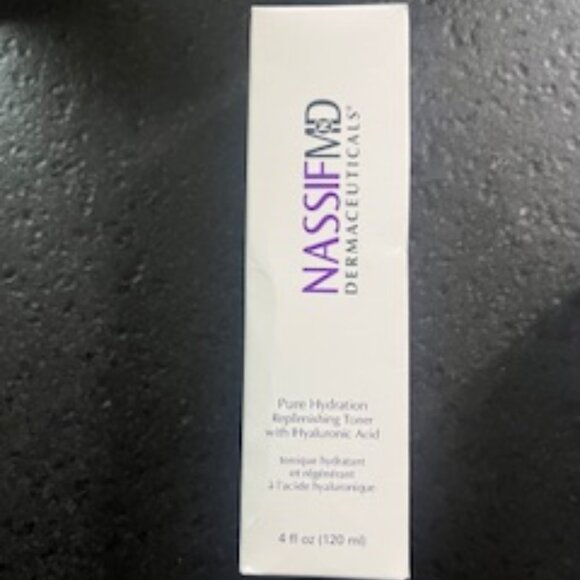 NASSIFMD
DERMACEUTICALS®
Pure Hydration
Replenishing Toner
with Hyaluronic Acid
tonique hydratant
et régénérant
à l'acide hyaluronique
4 fl oz (120 ml)